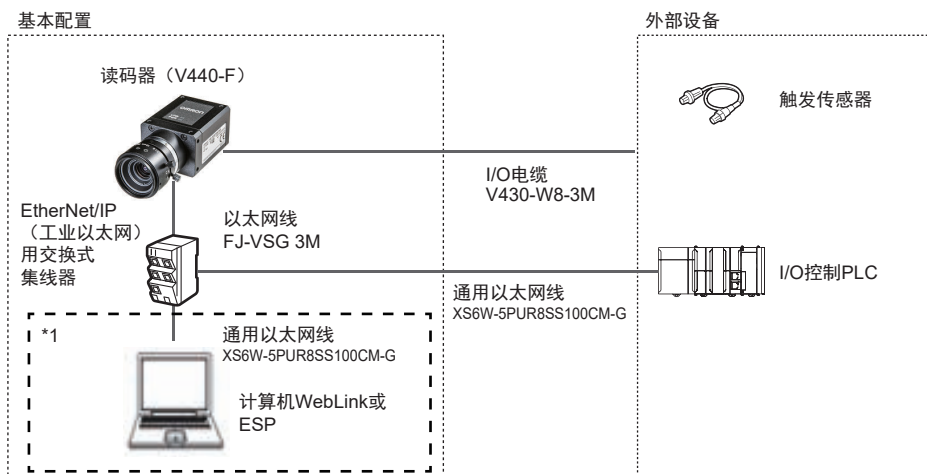 基本配置
外部设备
读码器（V440-F）
触发传感器
I/O电缆
V430-W8-3M
EtherNet/IP
（工业以太网）
用交换式
集线器
以太网线
FJ-VSG 3M
I/O控制PLC
通用以太网线
XS6W-5PUR8SS100CM-G
*1
通用以太网线
XS6W-5PUR8SS100CM-G
计算机WebLink或
ESP